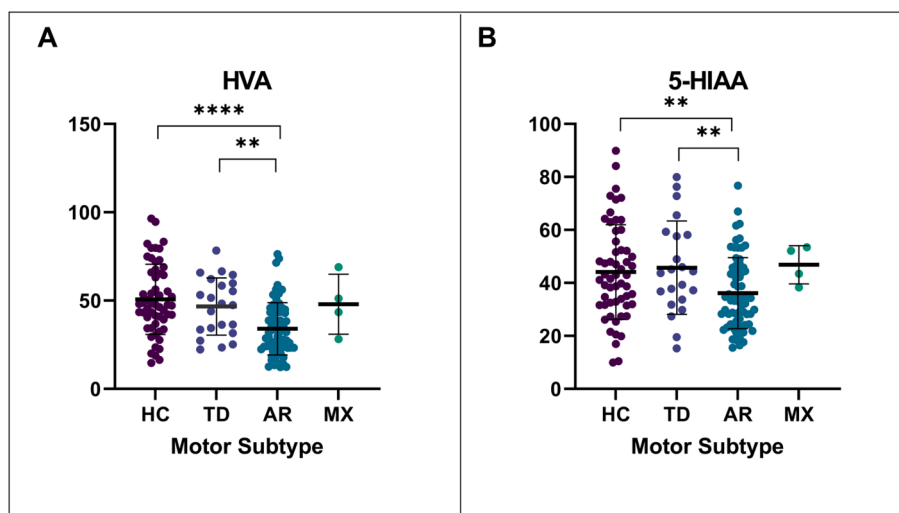 A
HVA
****
**
150
100
50
0
HC TD AR MX
Motor Subtype
B
5-HIAA
**
**
100
80
60
40
20
0
HC TD AR MX
Motor Subtype